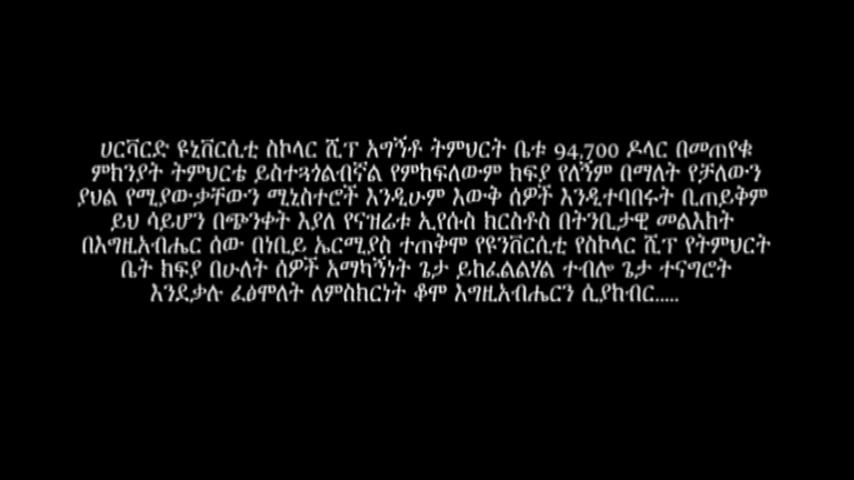 ሀርቫርድ ዩኒቨርሲቲ ስኮላር ሺፕ አግኝቶ ትምህርት ቤቱ 94,700 ዶላር በመጠየቁ
ምክንያት ትምህርቴ ይስተጓጎልብኛል የምከፍለውም ክፍያ የለኝም በማለት የቻለውን
ያህል የሚያውቃቸውን ሚኒስተሮች እንዲሁም እውቅ ሰዎች እንዲተባበሩት ቢጠይቅም
ይህ ሳይሆን በጭንቀት እያለ የናዝሬቱ ኢየሱስ ክርስቶስ በትንቢታዊ መልእክት
በእግዚአብሔር ሰው በነቢይ ኤርሚያስ ተጠቅሞ የዩንቨርሲቲ የስኮላር ሺፕ የትምህርት
ቤት ክፍያ በሁለት ሰዎች አማካኝነት ጌታ ይከፈልልሃል ተብሎ ጌታ ተናግሮት
እንደቃሉ ፈፅሞለት ለምስክርነት ቆሞ እግዚአብሔርን ሲያከብር.....